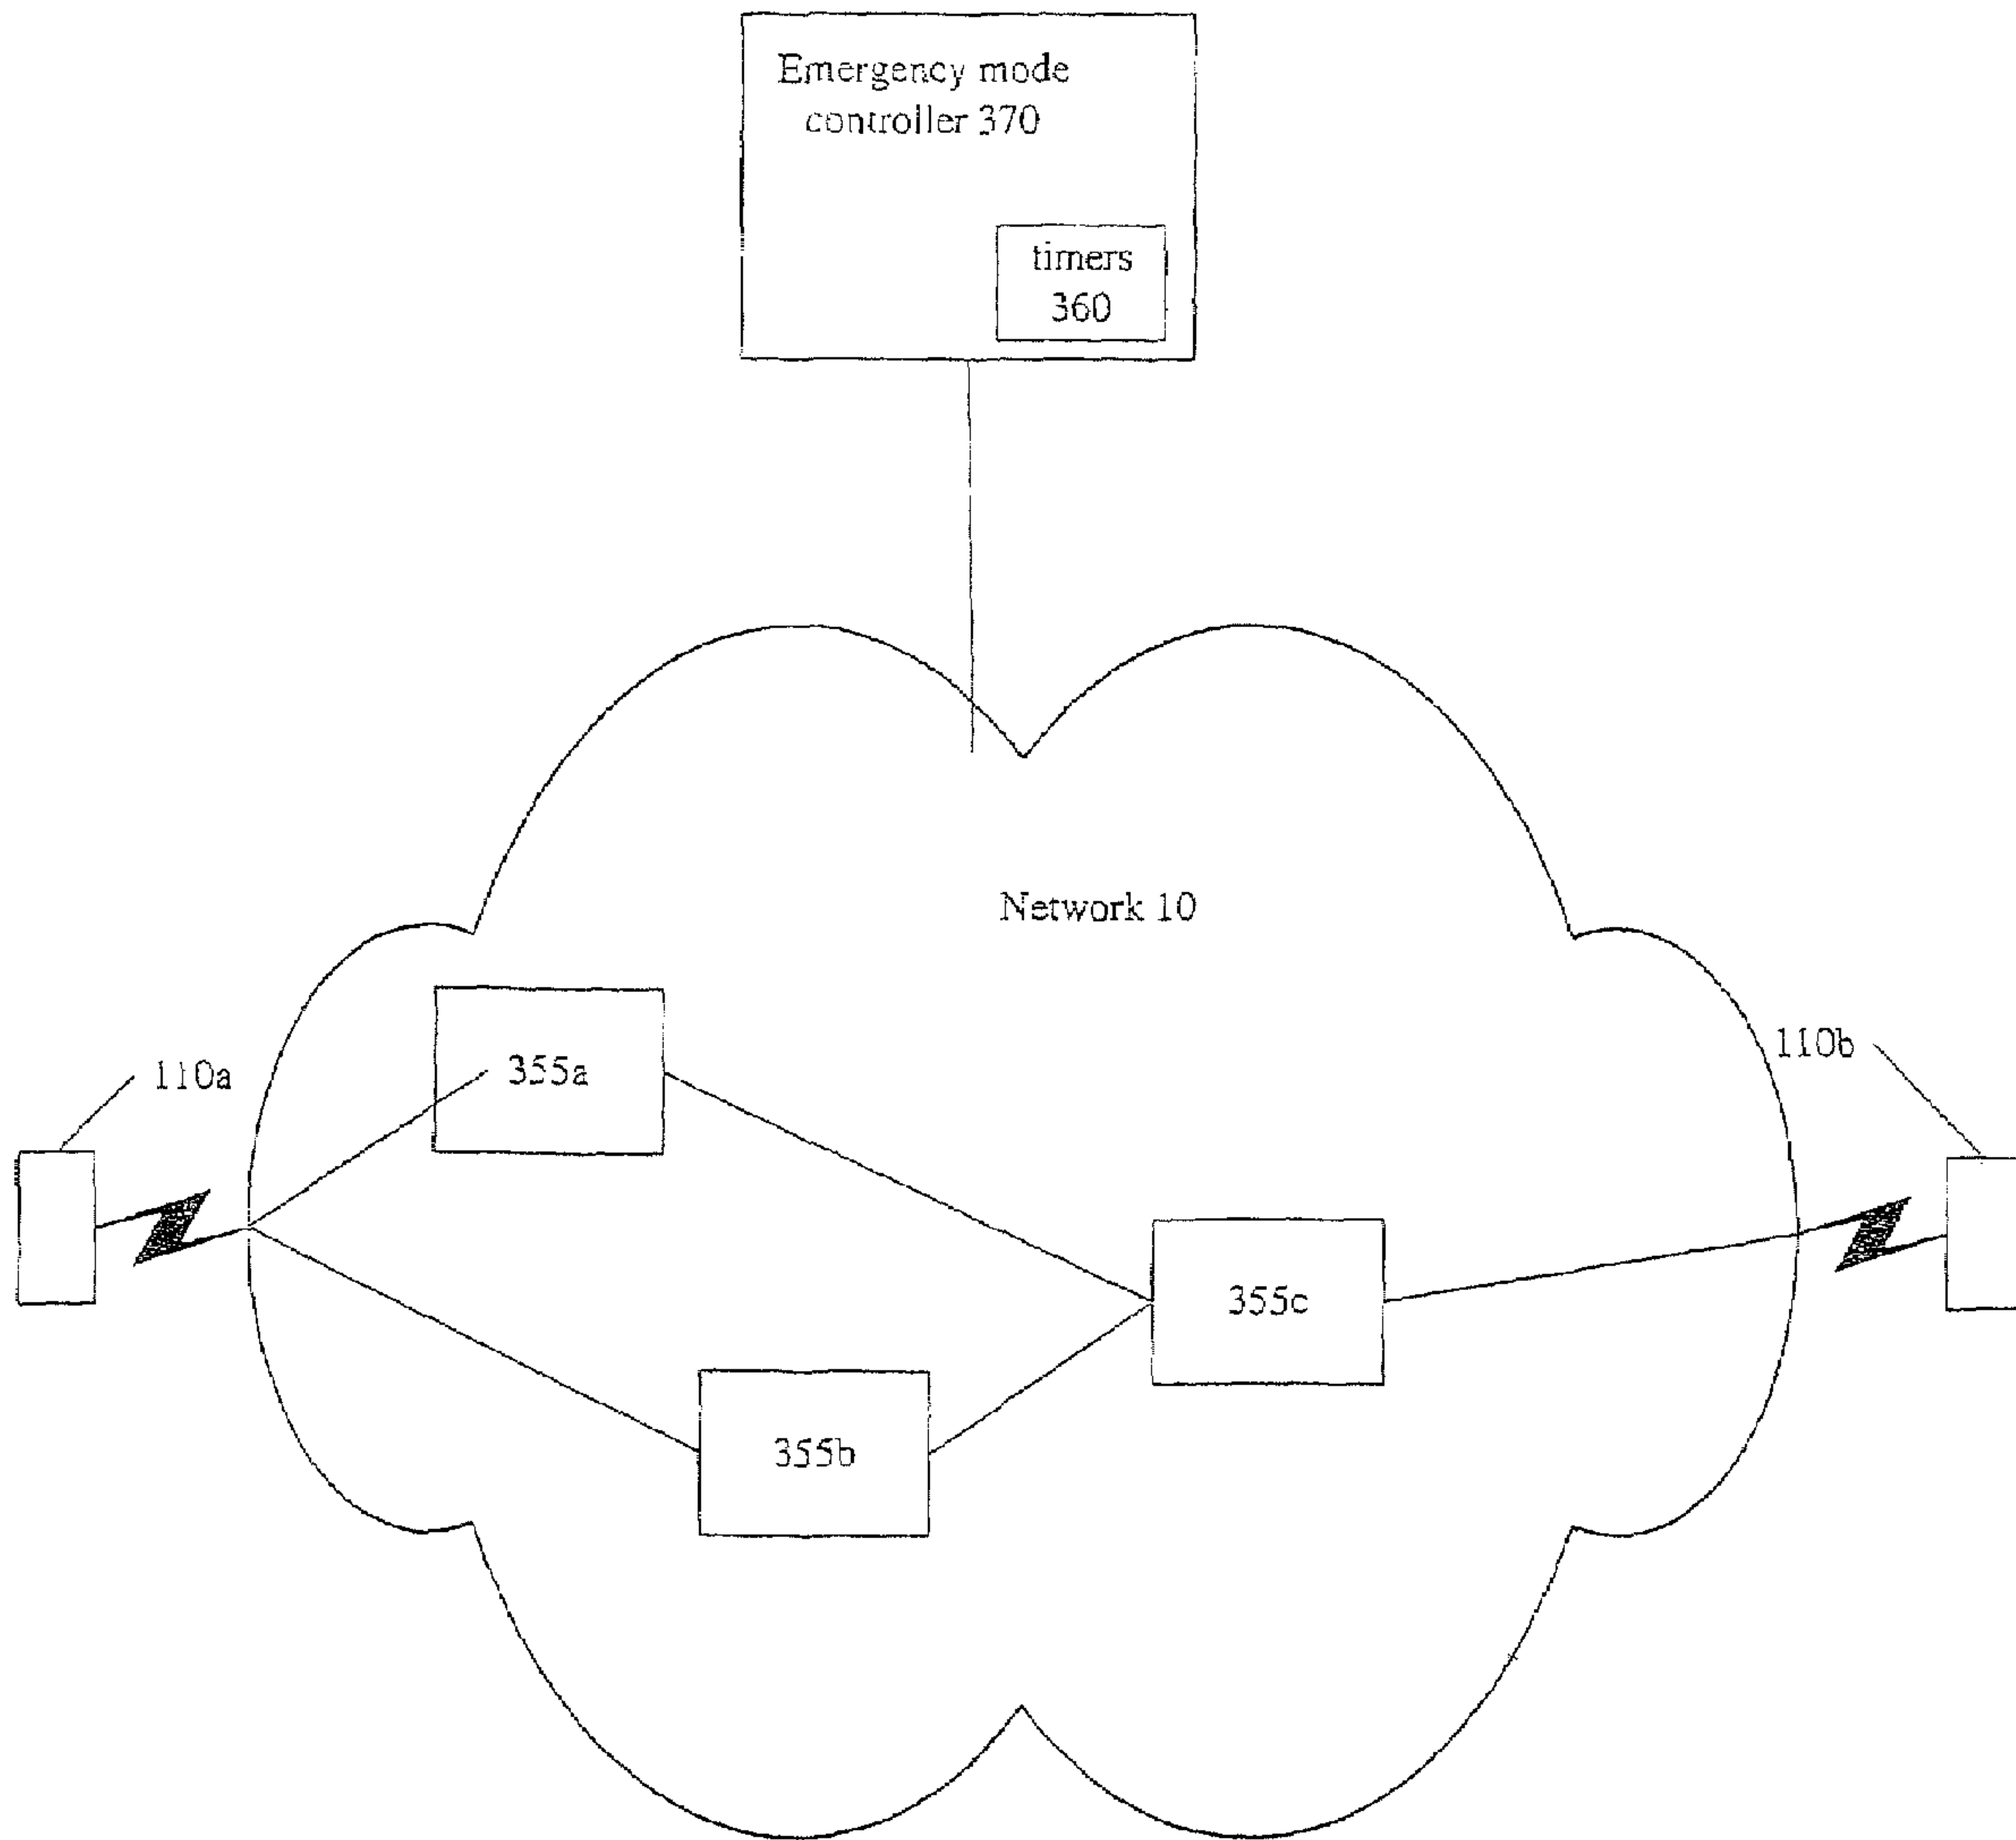 Emergency mode
controller 370
timers
360
Network 10
355a
110a
110b
355c
355b